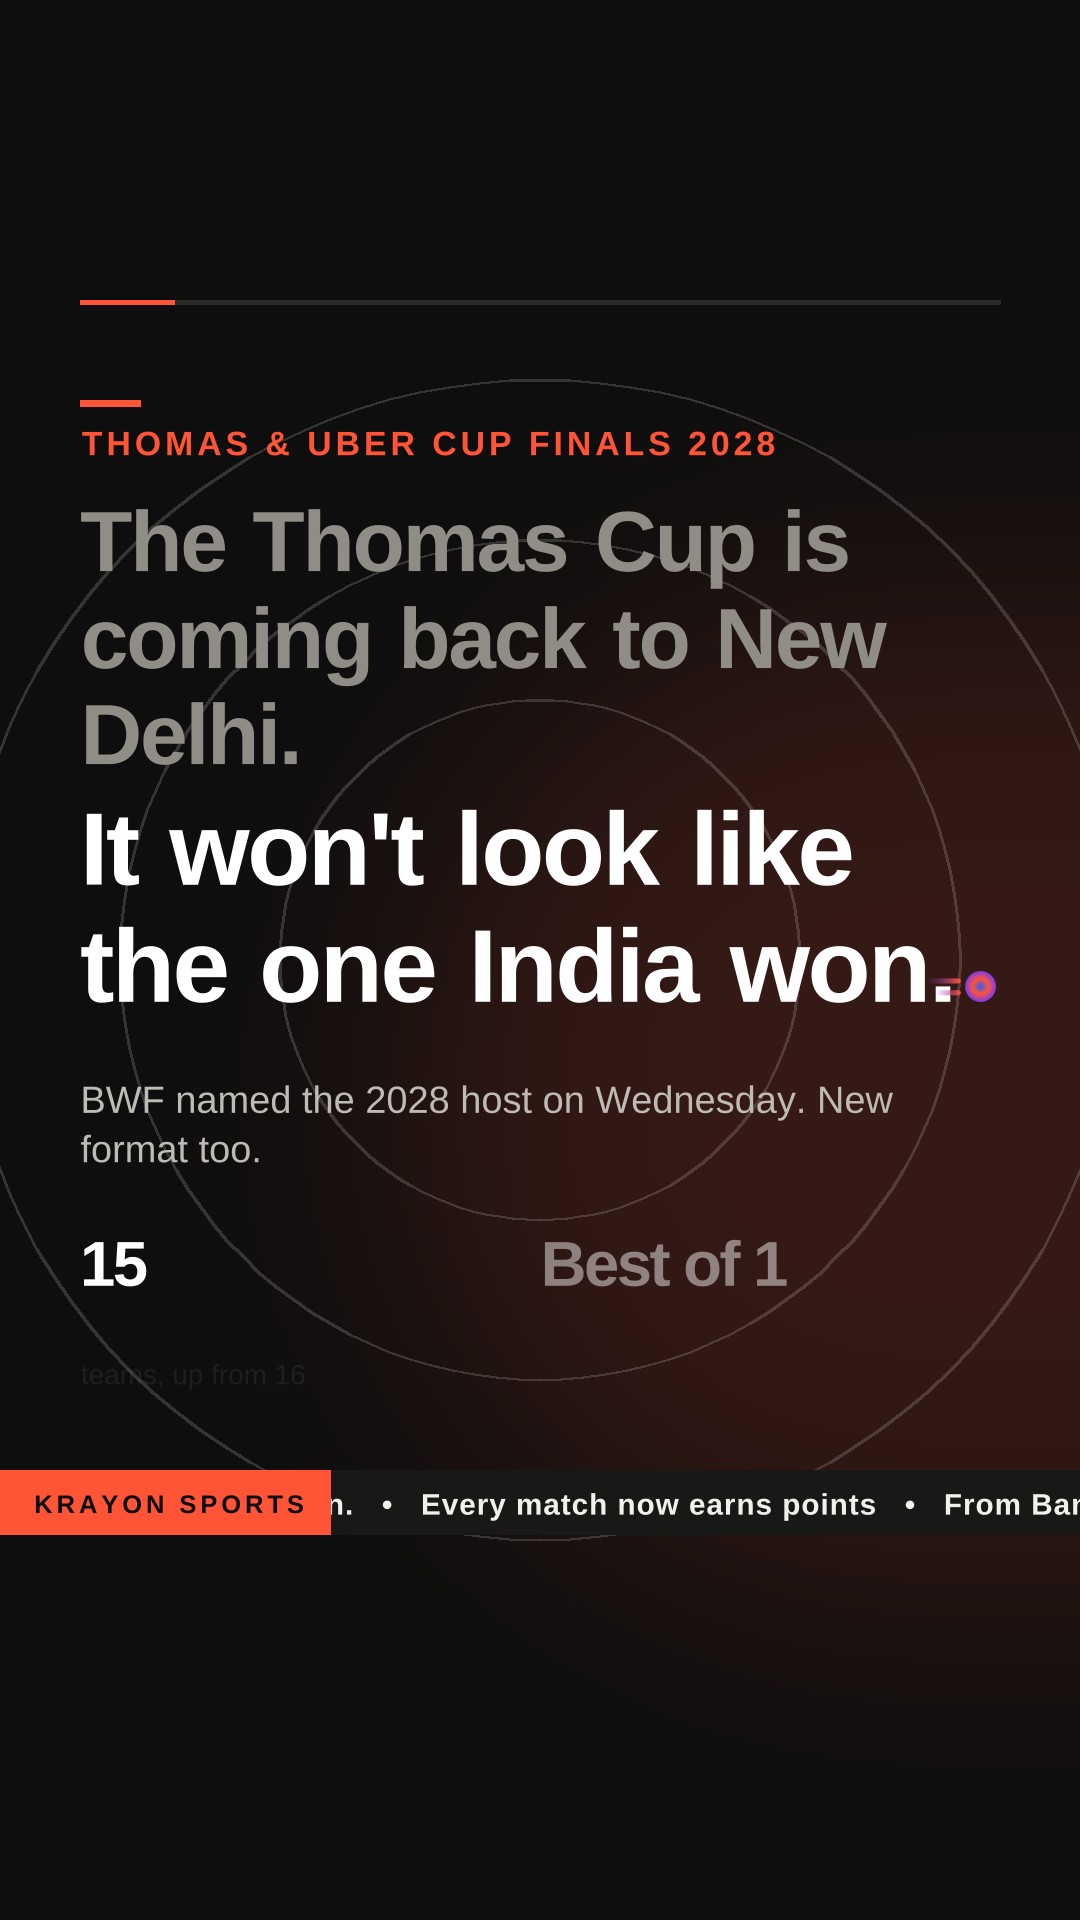 THOMAS & UBER CUP FINALS 2028
The Thomas Cup is
coming back to New
Delhi.
It won't look like
the one India won.
BWF named the 2028 host on Wednesday. New
format too.
15
Best of 1
teams, up from 16
KRAYON SPORTS
n. • Every match now earns points • From